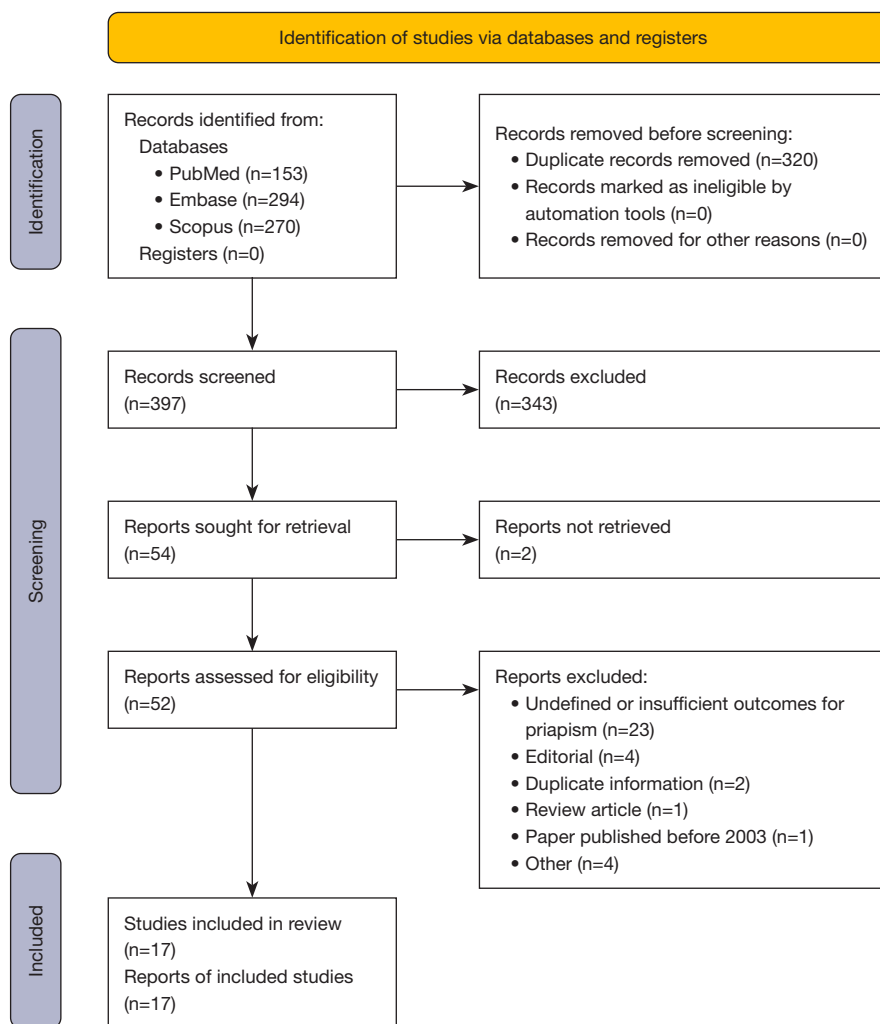 Identification of studies via databases and registers
Identification
Records identified from:
Databases
• PubMed (n=153)
• Embase (n=294)
• Scopus (n=270)
Registers (n=0)
Records removed before screening:
• Duplicate records removed (n=320)
• Records marked as ineligible by
automation tools (n=0)
• Records removed for other reasons (n=0)
Screening
Records screened
(n=397)
Records excluded
(n=343)
Reports sought for retrieval
(n=54)
Reports not retrieved
(n=2)
Reports assessed for eligibility
(n=52)
Reports excluded:
• Undefined or insufficient outcomes for
priapism (n=23)
• Editorial (n=4)
• Duplicate information (n=2)
• Review article (n=1)
• Paper published before 2003 (n=1)
• Other (n=4)
Included
Studies included in review
(n=17)
Reports of included studies
(n=17)